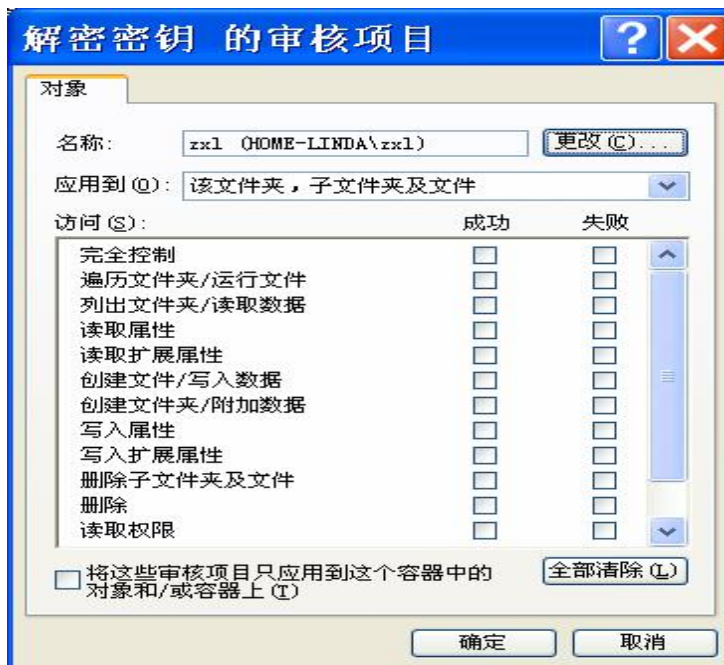 解密密钥 的审核项目
对象
名称: zxl (HOME-LINDA\zxl) 更改(C)...
应用到(O): 该文件夹，子文件夹及文件
访问(S): 成功 失败
完全控制
遍历文件夹/运行文件
列出文件夹/读取数据
读取属性
读取扩展属性
创建文件/写入数据
创建文件夹/附加数据
写入属性
写入扩展属性
删除子文件夹及文件
删除
读取权限
将这些审核项目只应用到这个容器中的 全部清除(L)
对象和/或容器上(T)
确定 取消